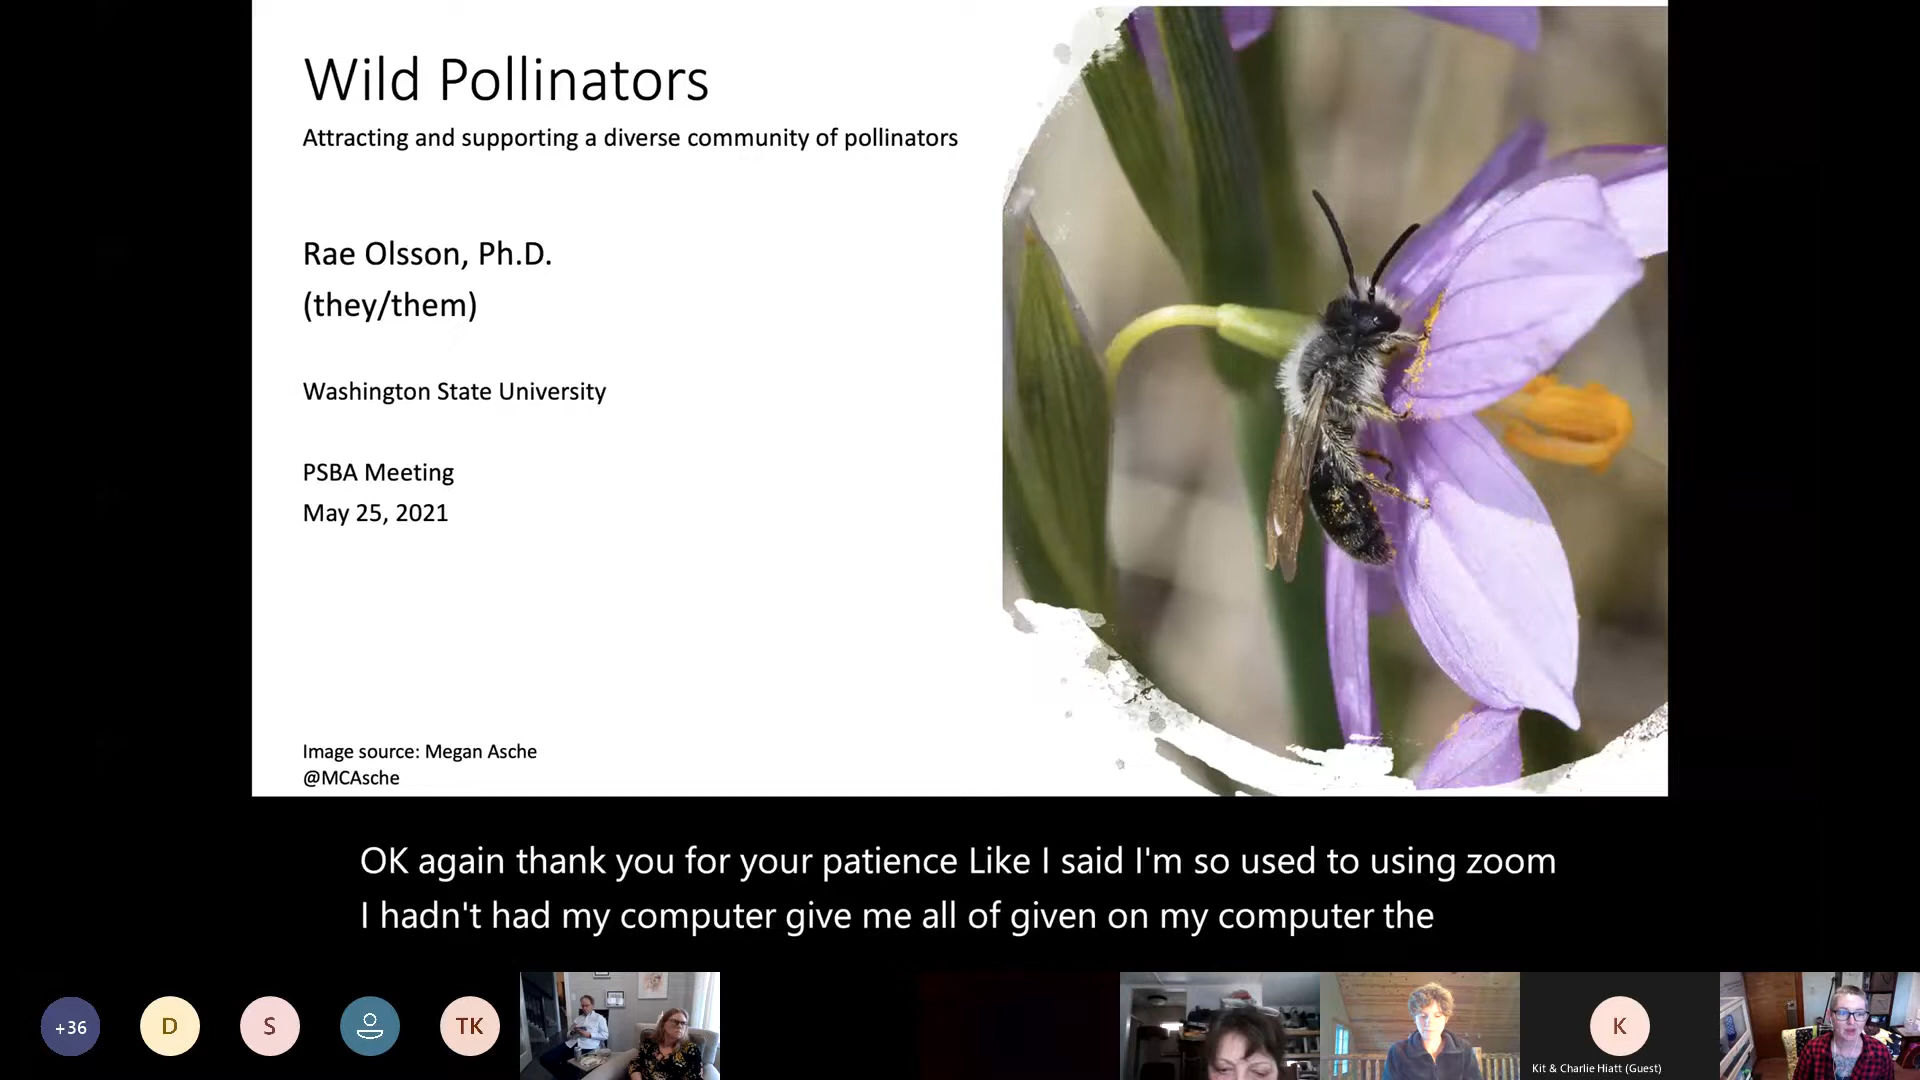 Wild Pollinators
Attracting and supporting a diverse community of pollinators
Rae Olsson, Ph.D.
(they/them)
Washington State University
PSBA Meeting
May 25, 2021
Image source: Megan Asche
@MCAsche
OK again thank you for your patience Like I said I'm so used to using zoom
I hadn't had my computer give me all of given on my computer the
+36
D
S
TK
K
Kit & Charlie Hiatt (Guest)